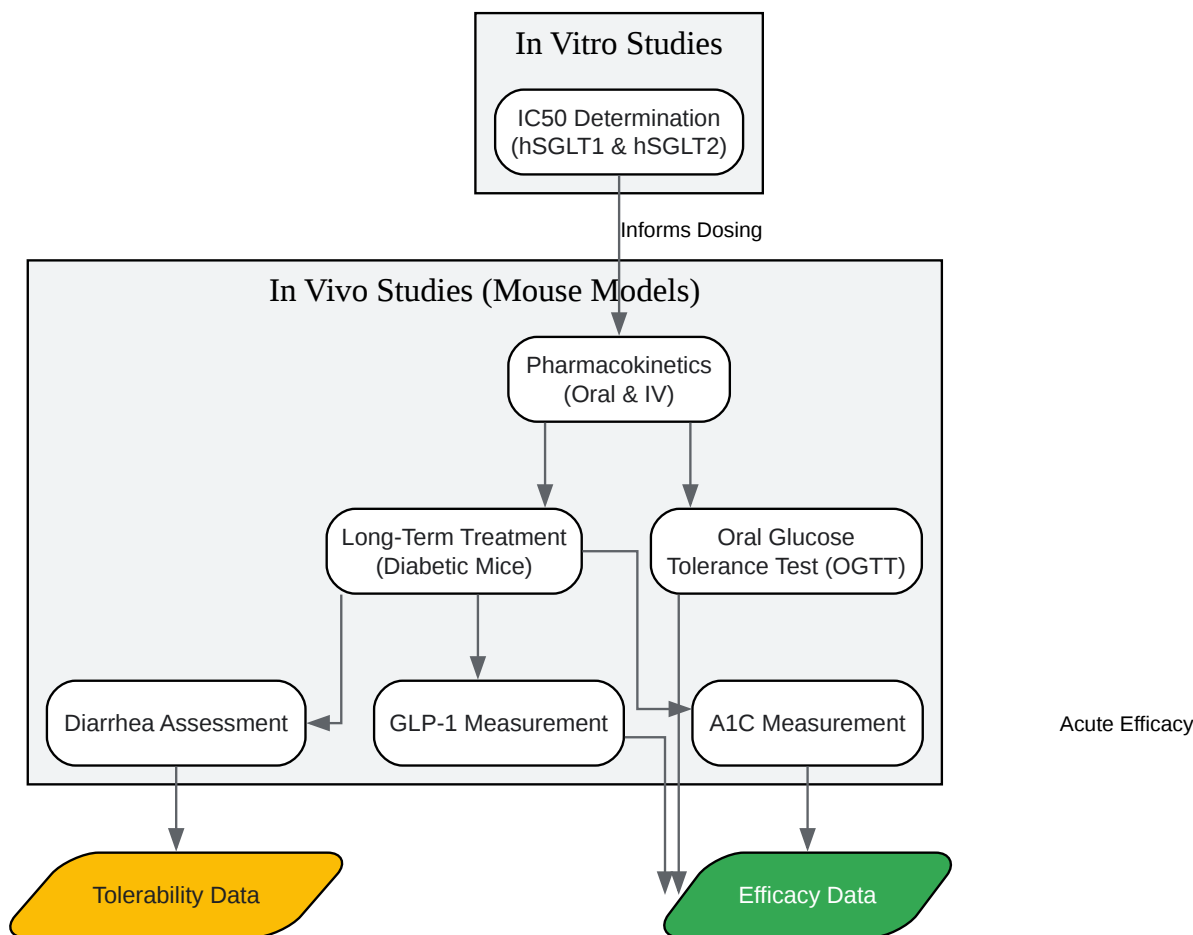 In Vitro Studies
IC50 Determination
(hSGLT1 & hSGLT2)
Informs Dosing
In Vivo Studies (Mouse Models)
Pharmacokinetics
(Oral & IV)
Long-Term Treatment
(Diabetic Mice)
Oral Glucose
Tolerance Test (OGTT)
Diarrhea Assessment
GLP-1 Measurement
A1C Measurement
Acute Efficacy
Tolerability Data
Efficacy Data